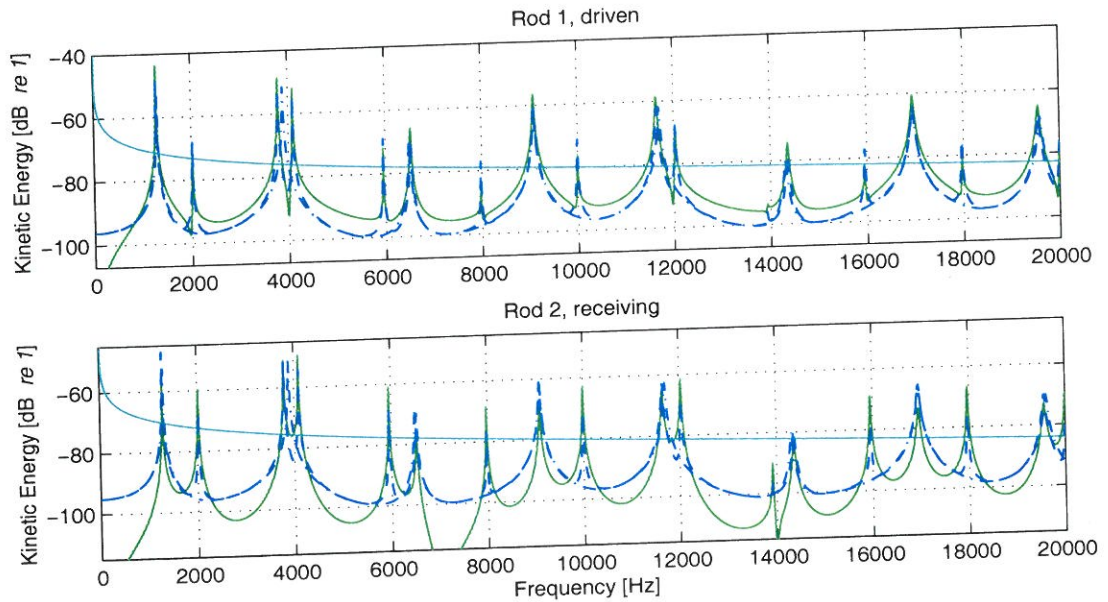 Rod 1, driven
Kinetic Energy [dB re 1]
−40
−60
−80
−100
0 2000 4000 6000 8000 10000 12000 14000 16000 18000 20000
Rod 2, receiving
Kinetic Energy [dB re 1]
−60
−80
−100
0 2000 4000 6000 8000 10000 12000 14000 16000 18000 20000
Frequency [Hz]